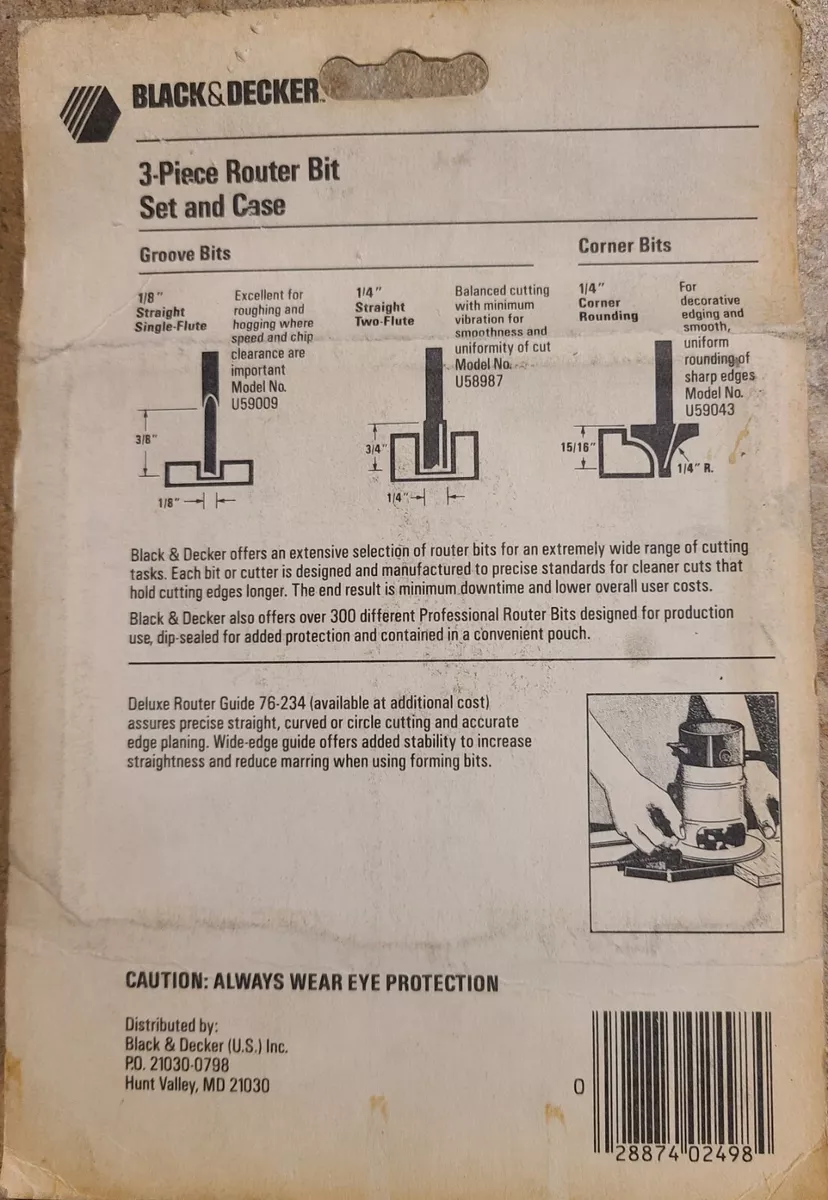 BLACK&DECKER
3-Piece Router Bit
Set and Case
Groove Bits
1/8"
Straight
Single-Flute
Excellent for
roughing and
hogging where
speed and chip
clearance are
important
Model No.
U59009
3/8"
1/8"
1/4"
Straight
Two-Flute
Balanced cutting
with minimum
vibration for
smoothness and
uniformity of cut
Model No.
U58987
3/4"
1/4"
Corner Bits
1/4"
Corner
Rounding
For
decorative
edging and
smooth,
uniform
rounding of
sharp edges
Model No.
U59043
15/16"
1/4" R.
Black & Decker offers an extensive selection of router bits for an extremely wide range of cutting
tasks. Each bit or cutter is designed and manufactured to precise standards for cleaner cuts that
hold cutting edges longer. The end result is minimum downtime and lower overall user costs.
Black & Decker also offers over 300 different Professional Router Bits designed for production
use, dip-sealed for added protection and contained in a convenient pouch.
Deluxe Router Guide 76-234 (available at additional cost)
assures precise straight, curved or circle cutting and accurate
edge planing. Wide-edge guide offers added stability to increase
straightness and reduce marring when using forming bits.
CAUTION: ALWAYS WEAR EYE PROTECTION
Distributed by:
Black & Decker (U.S.) Inc.
P.O. 21030-0798
Hunt Valley, MD 21030
0 28874 02498